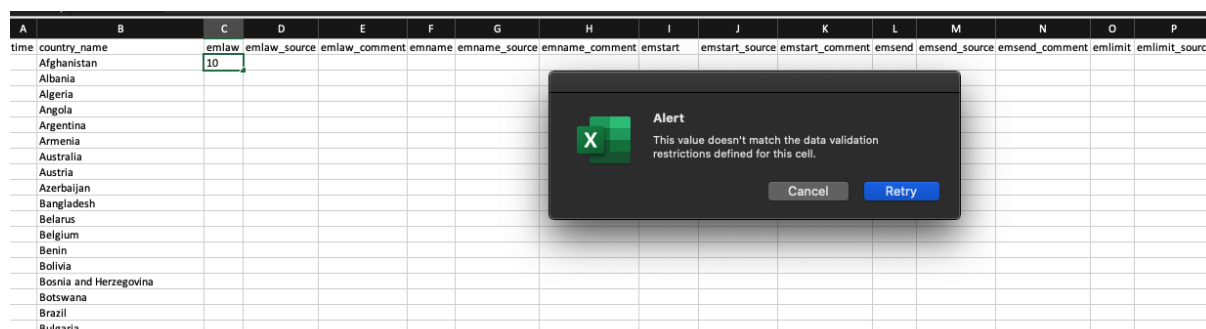 A B C D E F G H I J K L M N O P
time country_name emlaw emlaw_source emlaw_comment emname emname_source emname_comment emstart emstart_source emstart_comment emsend emsend_source emsend_comment emlimit emlimit_sourc
Afghanistan 10
Albania
Algeria
Angola
Argentina
Armenia
Australia
Austria
Azerbaijan
Bangladesh
Belarus
Belgium
Benin
Bolivia
Bosnia and Herzegovina
Botswana
Brazil
Bulgaria
Alert
X
This value doesn't match the data validation
restrictions defined for this cell.
Cancel Retry